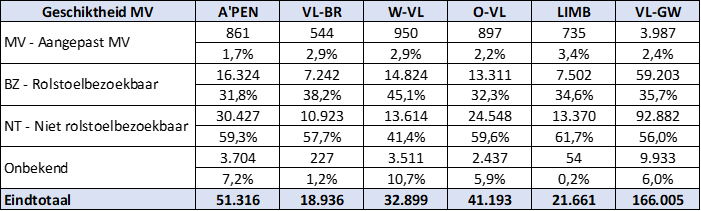 Geschiktheid MV A'PEN VL-BR W-VL O-VL LIMB VL-GW
MV - Aangepast MV 861 544 950 897 735 3.987
1,7% 2,9% 2,9% 2,2% 3,4% 2,4%
BZ - Rolstoelbezoekbaar 16.324 7.242 14.824 13.311 7.502 59.203
31,8% 38,2% 45,1% 32,3% 34,6% 35,7%
NT - Niet rolstoelbezoekbaar 30.427 10.923 13.614 24.548 13.370 92.882
59,3% 57,7% 41,4% 59,6% 61,7% 56,0%
Onbekend 3.704 227 3.511 2.437 54 9.933
7,2% 1,2% 10,7% 5,9% 0,2% 6,0%
Eindtotaal 51.316 18.936 32.899 41.193 21.661 166.005